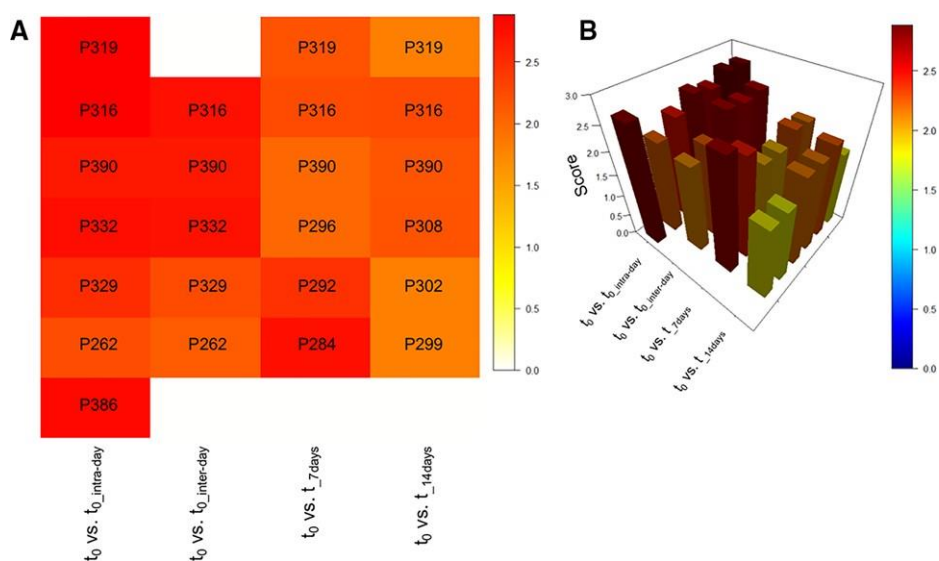 A
P319 P319 P319
P316 P316 P316 P316
P390 P390 P390 P390
P332 P332 P296 P308
P329 P329 P292 P302
P262 P262 P284 P299
P386
t0 vs. t0_intra-day
t0 vs. t0_inter-day
t0 vs. t_7days
t0 vs. t_14days
2.5
2.0
1.5
1.0
0.5
0.0
B
Score
3.0
2.5
2.0
1.5
1.0
0.5
0.0
t0 vs. t0_intra-day
t0 vs. t0_inter-day
t0 vs. t_7days
t0 vs. t_14days
2.5
2.0
1.5
1.0
0.5
0.0